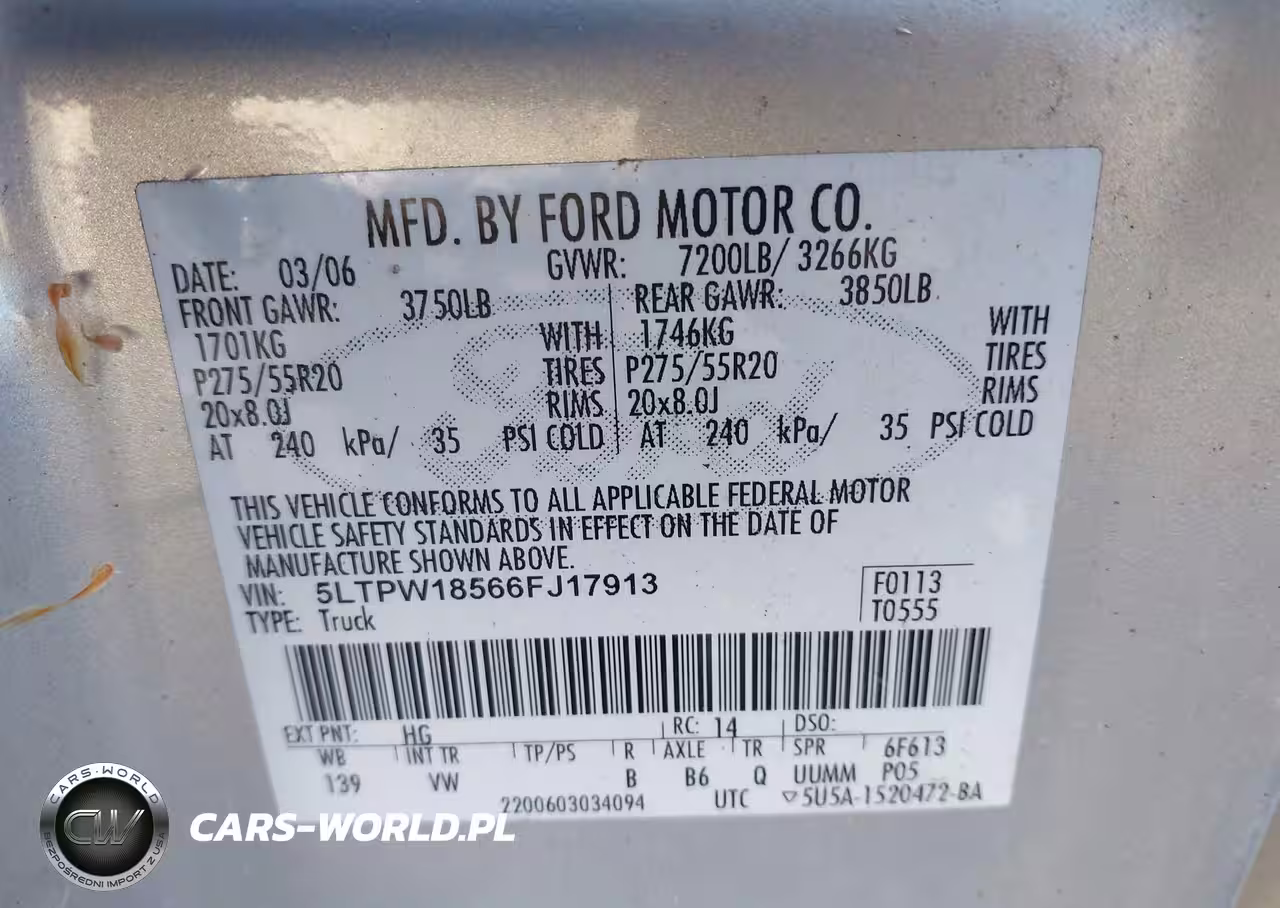 MFD. BY FORD MOTOR CO.
DATE: 03/06 GVWR: 7200LB/ 3266KG
FRONT GAWR: 3750LB REAR GAWR: 3850LB
1701KG WITH 1746KG WITH
P275/55R20 TIRES P275/55R20 TIRES
20x8.0J RIMS 20x8.0J RIMS
AT 240 kPa/ 35 PSI COLD AT 240 kPa/ 35 PSI COLD
THIS VEHICLE CONFORMS TO ALL APPLICABLE FEDERAL MOTOR
VEHICLE SAFETY STANDARDS IN EFFECT ON THE DATE OF
MANUFACTURE SHOWN ABOVE.
VIN: 5LTPW18566FJ17913 F0113
TYPE: Truck T0555
EXT PNT: HG RC: 14 DSO:
WB INT TR TP/PS R AXLE TR SPR 6F613
139 VW B B6 Q UUMM P05
2200603034094 UTC ▽5U5A-1520472-BA
CARS-WORLD
CW
BEZPOŚREDNI IMPORT Z USA
CARS-WORLD.PL